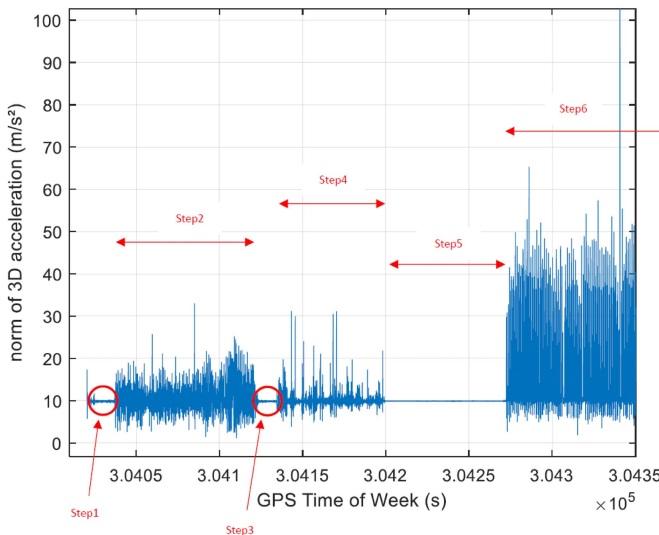 100
90
80
70
60
50
40
30
20
10
0
norm of 3D acceleration (m/s²)
Step6
Step4
Step2
Step5
3.0405
3.041
3.0415
3.042
3.0425
3.043
3.0435
GPS Time of Week (s)
×10⁵
Step1
Step3